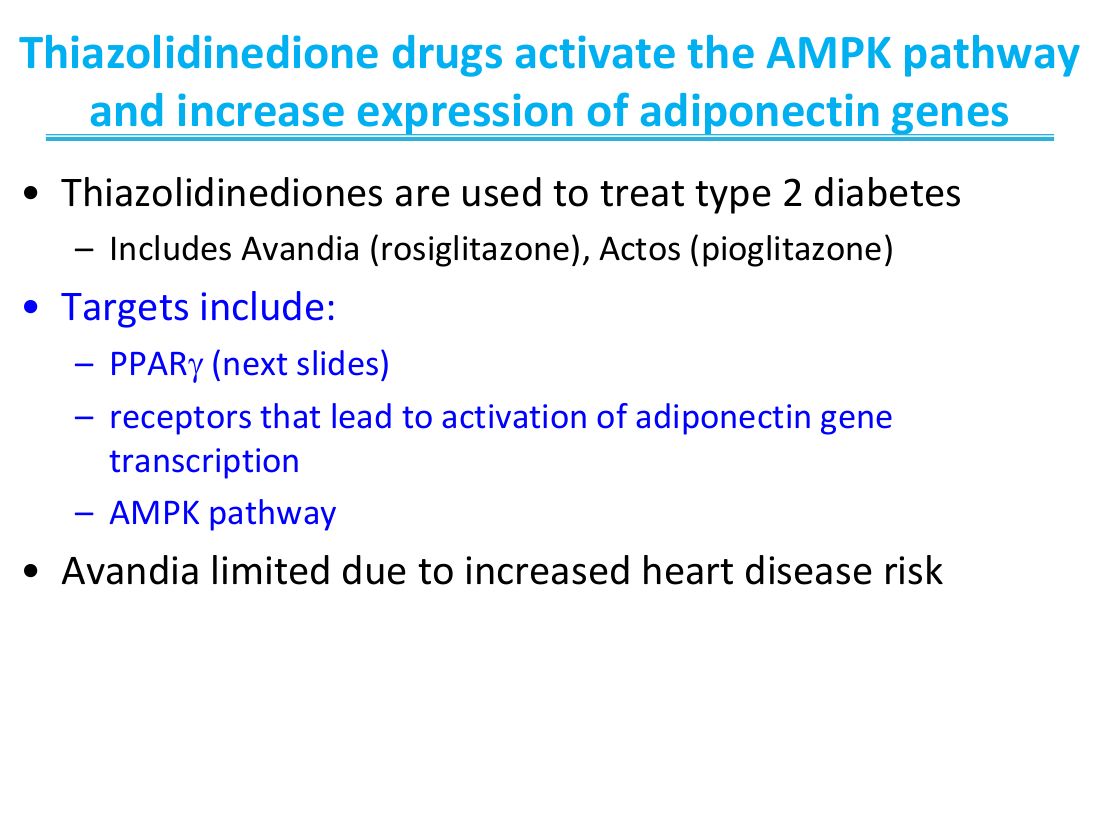 Thiazolidinedione drugs activate the AMPK pathway
and increase expression of adiponectin genes
• Thiazolidinediones are used to treat type 2 diabetes
– Includes Avandia (rosiglitazone), Actos (pioglitazone)
• Targets include:
– PPARγ (next slides)
– receptors that lead to activation of adiponectin gene
transcription
– AMPK pathway
• Avandia limited due to increased heart disease risk